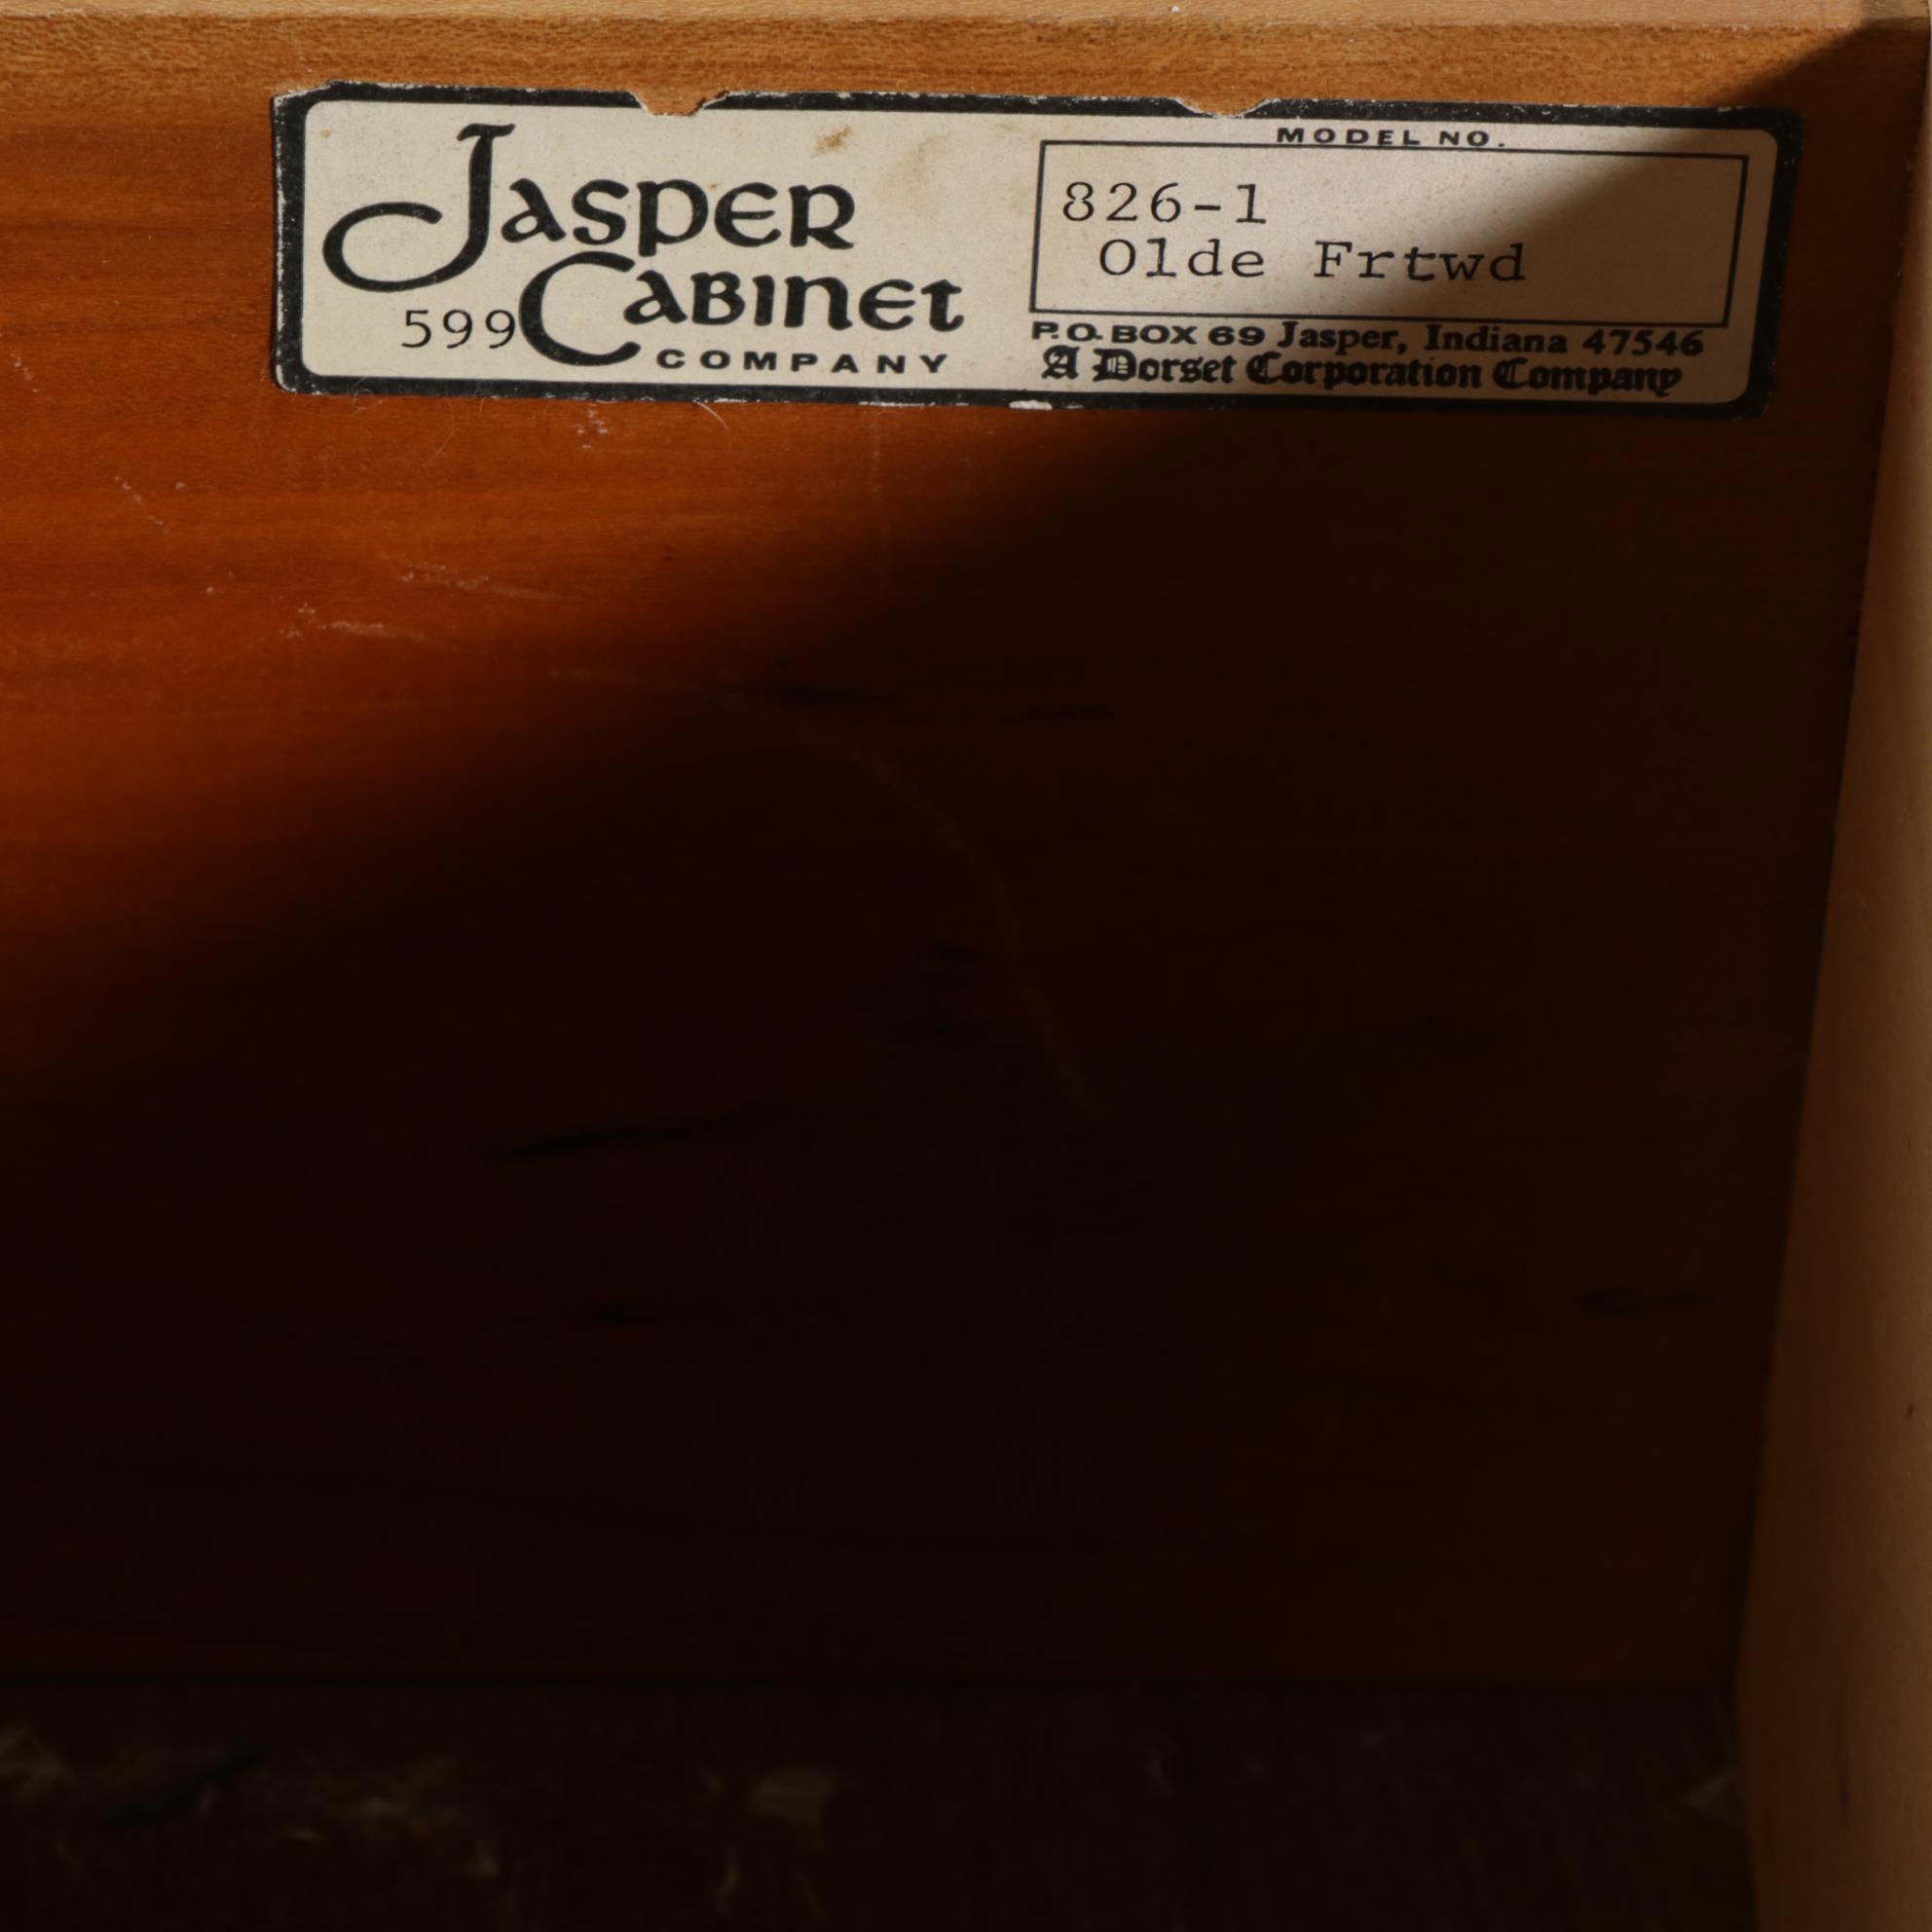 Jasper
Cabinet
599
COMPANY
MODEL NO.
826-1
Olde Frtwd
P.O. BOX 69 Jasper, Indiana 47546
A Dorset Corporation Company